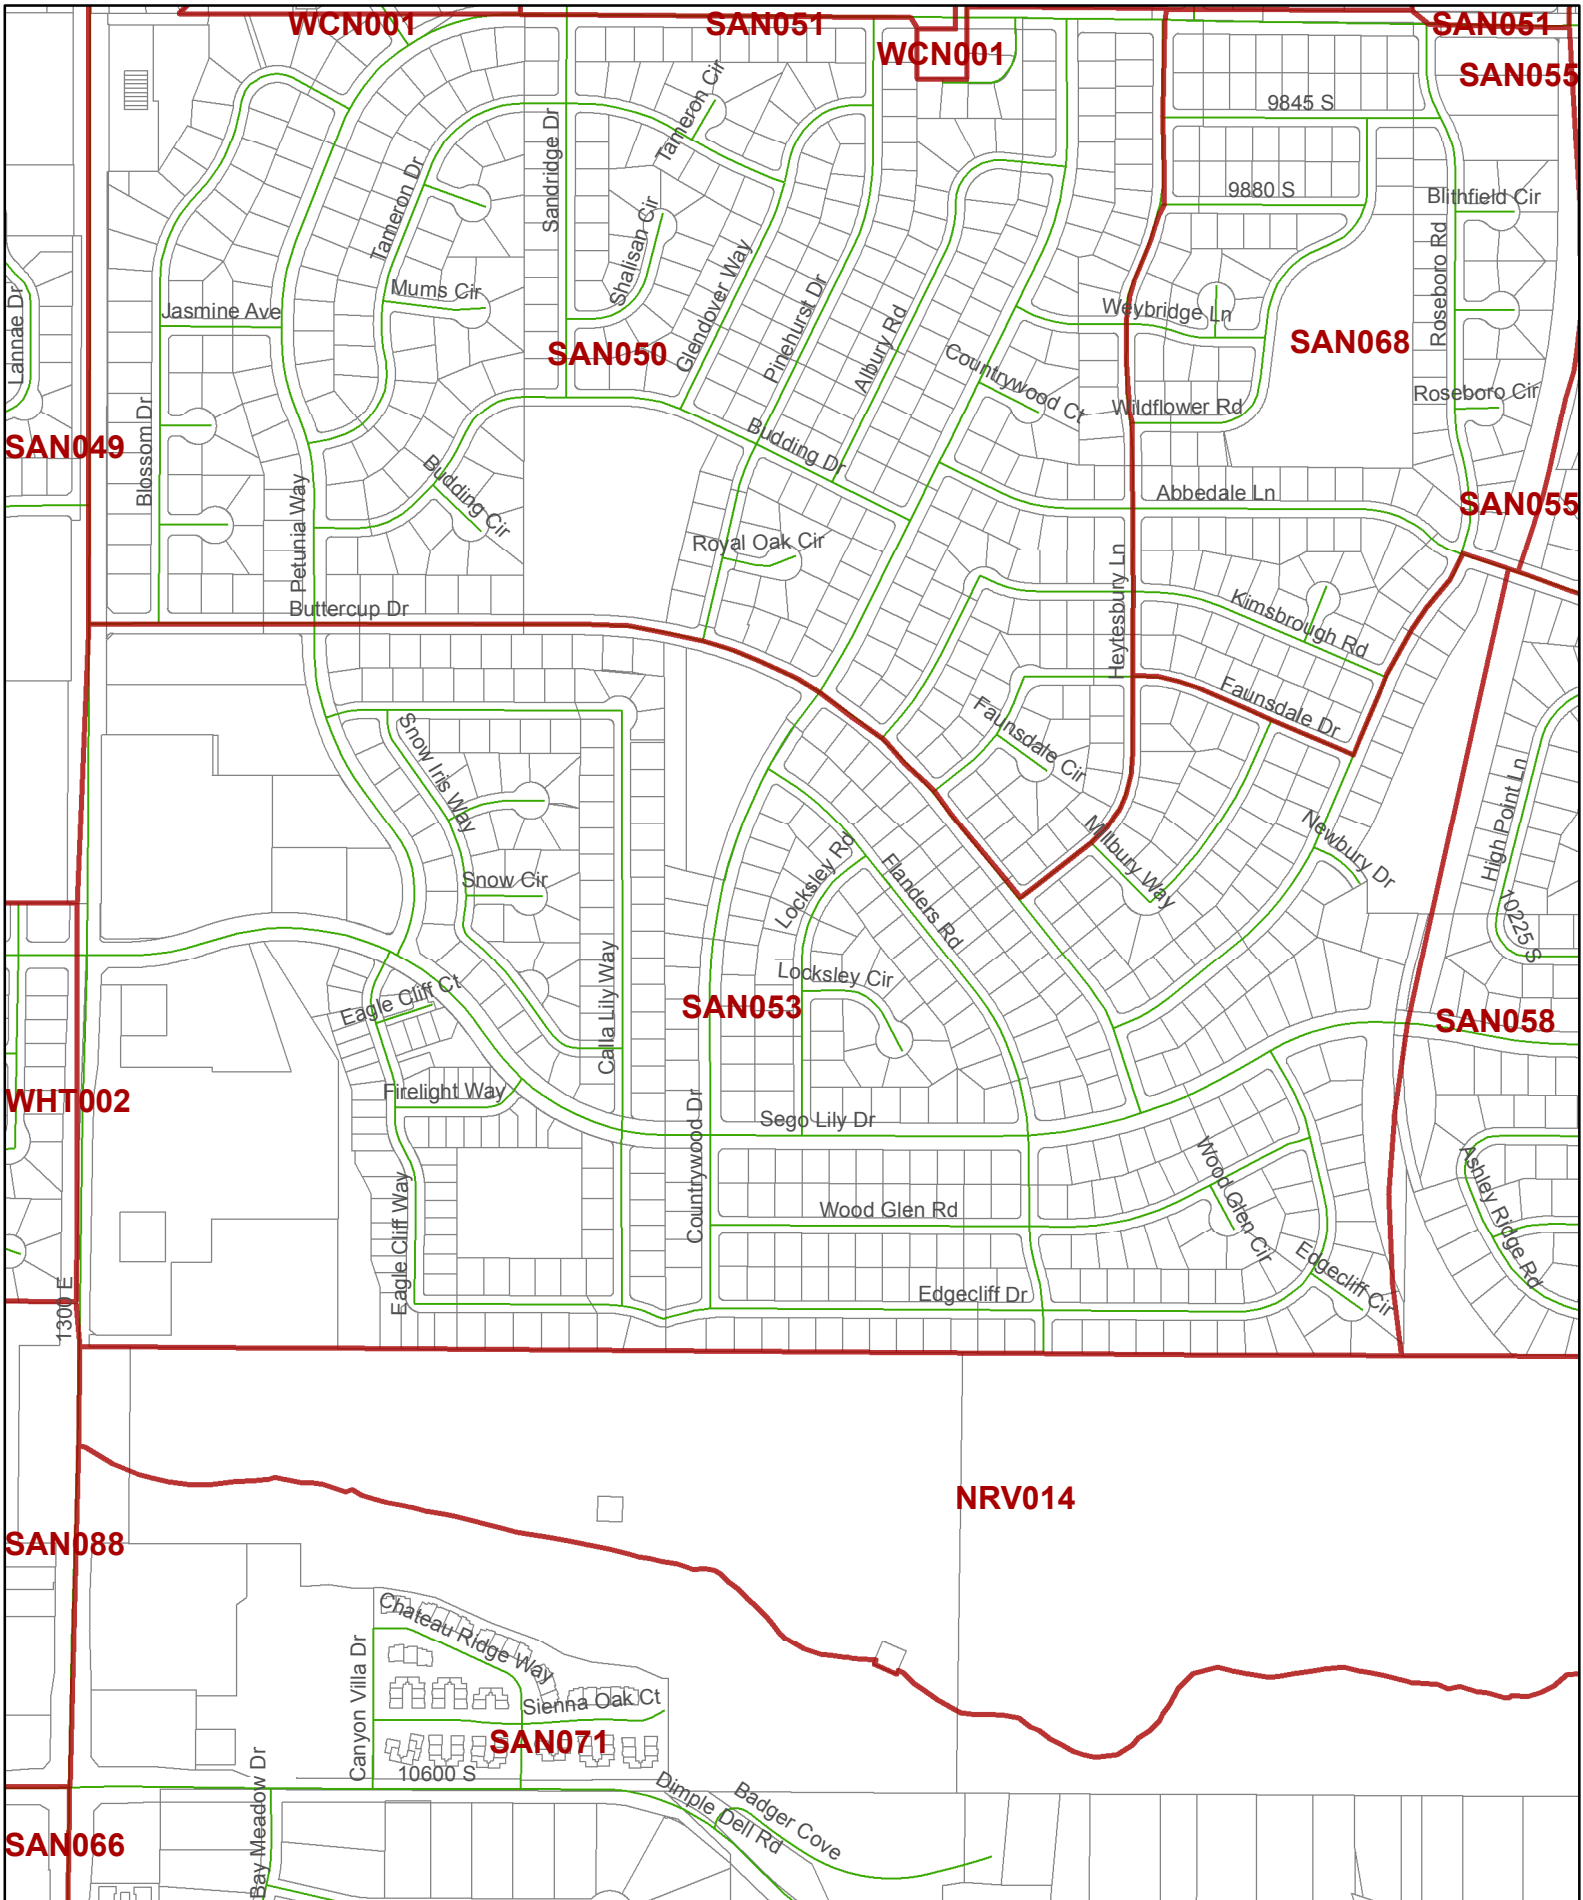 WCN001
SAN051
WCN001
SAN051
SAN055
9845 S
Tameron Cir
Sandridge Dr
Tameron Dr
9880 S
Blithfield Cir
Shalisan Cir
Roseboro Rd
Glendover Way
Pinehurst Dr
Mums Cir
Jasmine Ave
Weybridge Ln
Lannae Dr
Albury Rd
SAN050
SAN068
Countrywood Ct
Roseboro Cir
Wildflower Rd
SAN049
Blossom Dr
Budding Dr
Petunia Way
Budding Cir
Abbedale Ln
SAN055
Royal Oak Cir
Heytesbury Ln
Buttercup Dr
Kimsbrough Rd
Faunsdale Dr
Faunsdale Cir
Snow Iris Way
High Point Ln
Millbury Way
Newbury Dr
Locksley Rd
Flanders Rd
Snow Cir
10225 S
Calla Lily Way
Locksley Cir
Eagle Cliff Ct
SAN053
SAN058
WHT002
Firelight Way
Countrywood Dr
Sego Lily Dr
Wood Glen Cir
Ashley Ridge Rd
Eagle Cliff Way
Wood Glen Rd
Edgecliff Dr
Edgecliff Cir
1300 E
NRV014
SAN088
Chateau Ridge Way
Canyon Villa Dr
Sienna Oak Ct
SAN071
10600 S
Bay Meadow Dr
Dimple Dell Rd
Badger Cove
SAN066